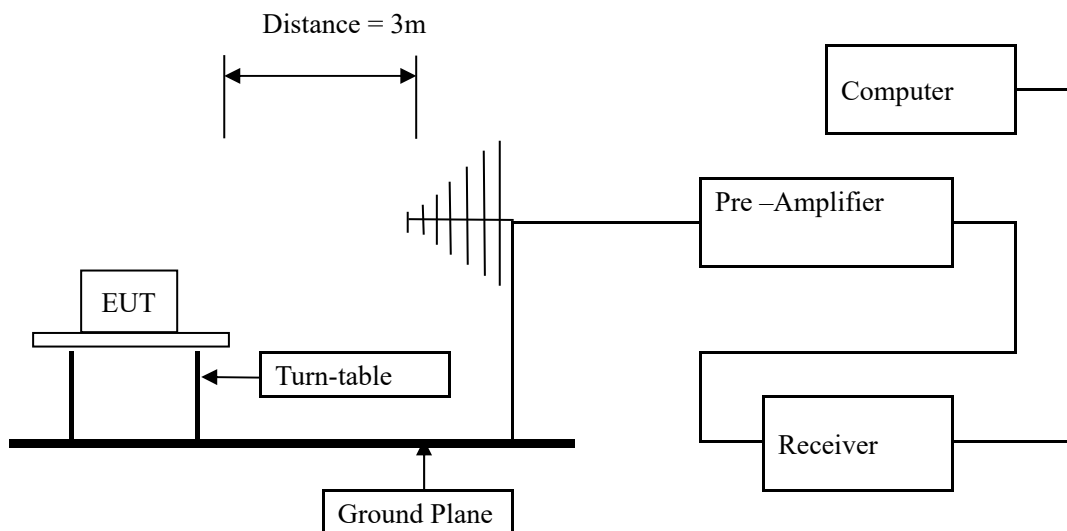 Distance = 3m
Computer
Pre –Amplifier
EUT
Turn-table
Receiver
Ground Plane